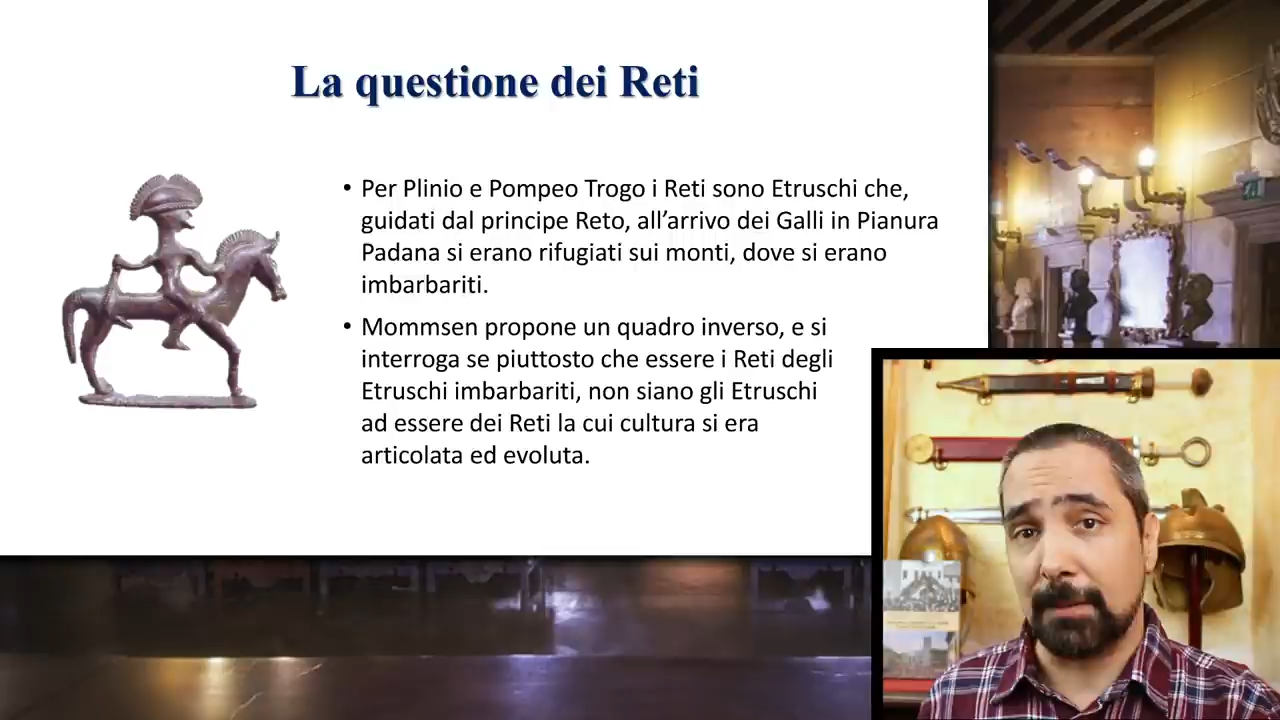 La questione dei Reti
• Per Plinio e Pompeo Trogo i Reti sono Etruschi che,
guidati dal principe Reto, all’arrivo dei Galli in Pianura
Padana si erano rifugiati sui monti, dove si erano
imbarbariti.
• Mommsen propone un quadro inverso, e si
interroga se piuttosto che essere i Reti degli
Etruschi imbarbariti, non siano gli Etruschi
ad essere dei Reti la cui cultura si era
articolata ed evoluta.